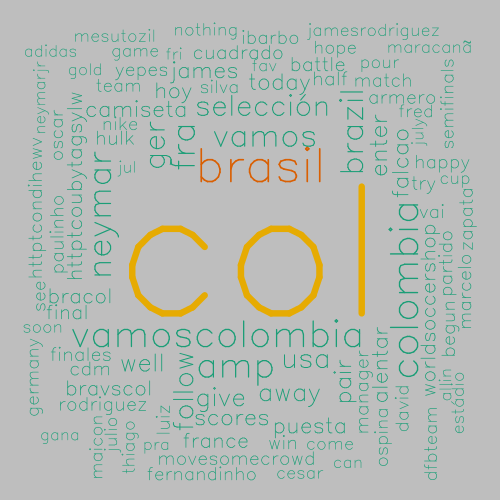 nothing
jamesrodriguez
mesutozil
ibarbo
adidas
game
fri
cuadrado
hope
maracanã
gold
yepes
james
fav
battle
pour
team
hoy
silva
today
half
match
camiseta
selección
armero
fred
nike
hulk
ger
fra
vamos
brazil
enter
july
semifinals
neymarjr
oscar
httptcoubytagsylw
jul
brasil
falcao
happy
try
cup
httptcondihewv
paulinho
neymar
col
colombia
vai
zapata
worldsoccershop
partido
marcelo
see
bracol
final
soon
vamoscolombia
begun
finales
cdm
well
amp
usa
pair
manager
alentar
germany
bravscol
follow
give
away
david
estádio
rodriguez
luiz
scores
puesta
ospina
gana
maicon
julio
thiago
pra
france
win
come
dfbteam
movesomecrowd
can
fernandinho
cesar